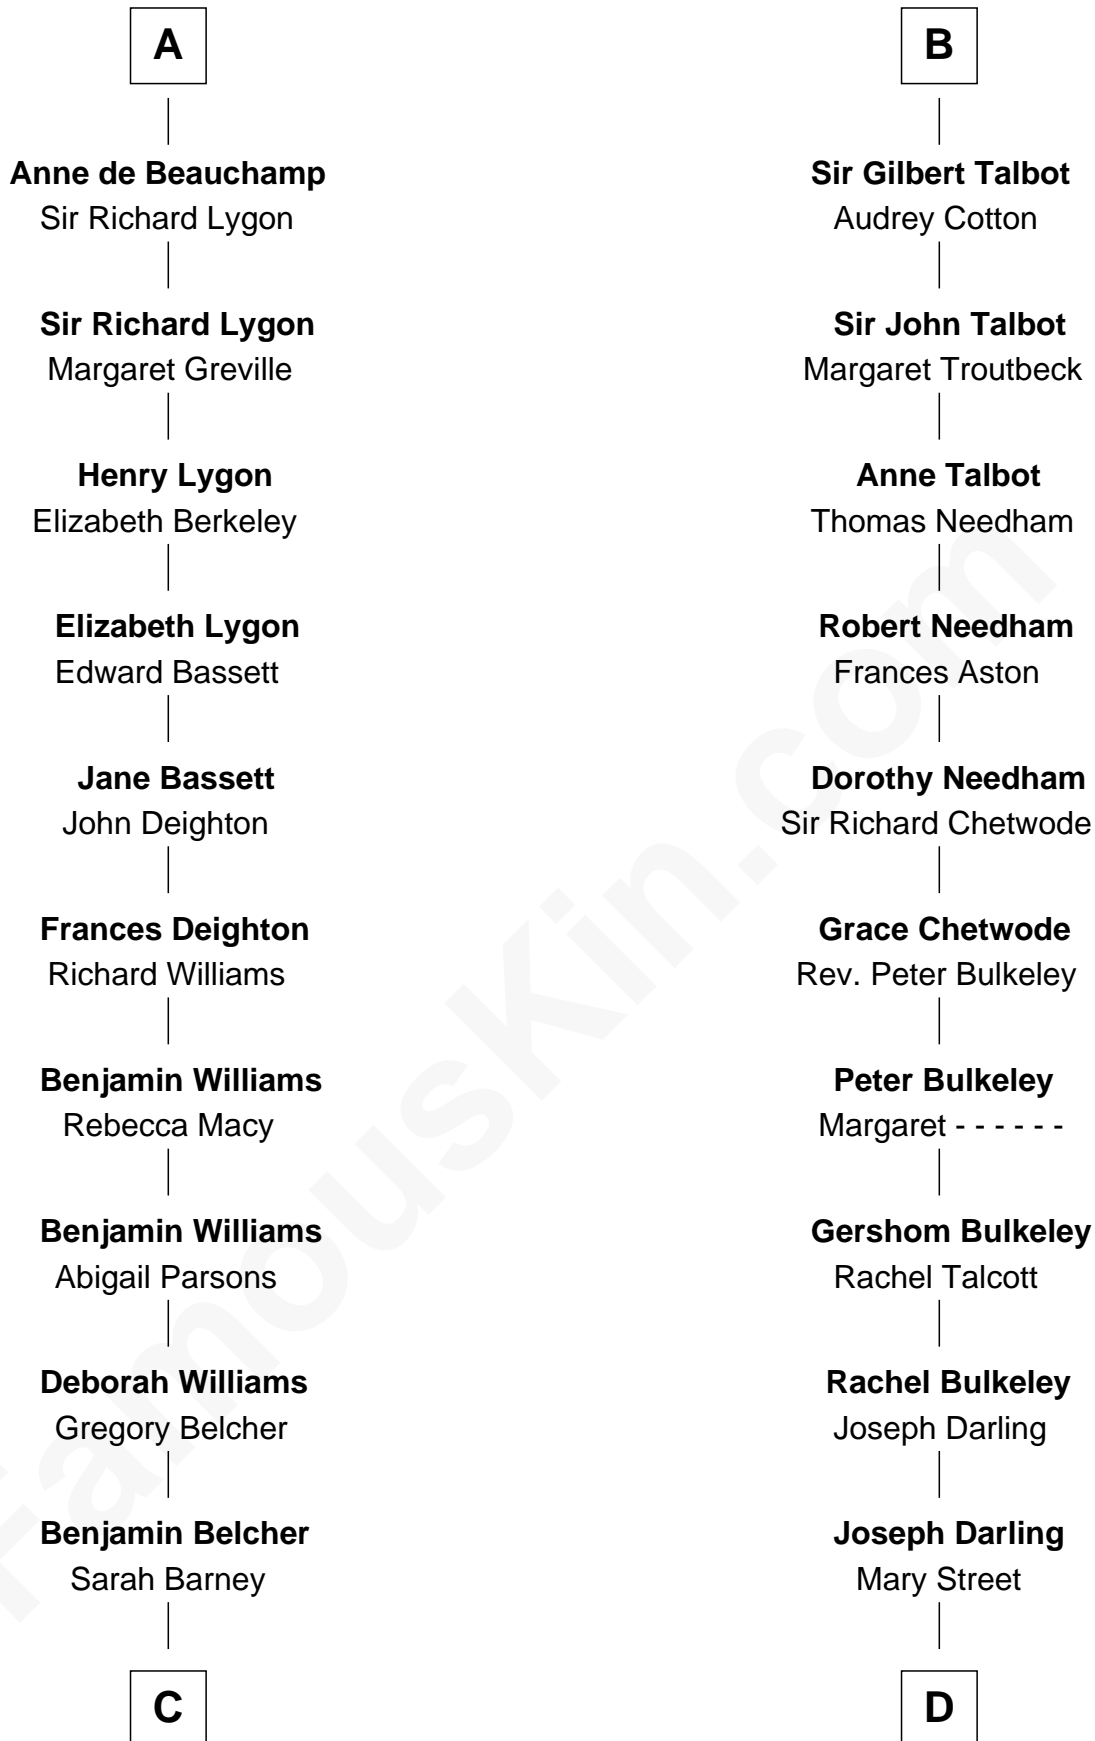 A
Anne de Beauchamp
Sir Richard Lygon
Sir Richard Lygon
Margaret Greville
Henry Lygon
Elizabeth Berkeley
Elizabeth Lygon
Edward Bassett
Jane Bassett
John Deighton
Frances Deighton
Richard Williams
Benjamin Williams
Rebecca Macy
Benjamin Williams
Abigail Parsons
Deborah Williams
Gregory Belcher
Benjamin Belcher
Sarah Barney
C
B
Sir Gilbert Talbot
Audrey Cotton
Sir John Talbot
Margaret Troutbeck
Anne Talbot
Thomas Needham
Robert Needham
Frances Aston
Dorothy Needham
Sir Richard Chetwode
Grace Chetwode
Rev. Peter Bulkeley
Peter Bulkeley
Margaret - - - - - -
Gershom Bulkeley
Rachel Talcott
Rachel Bulkeley
Joseph Darling
Joseph Darling
Mary Street
D
FamousKin.com